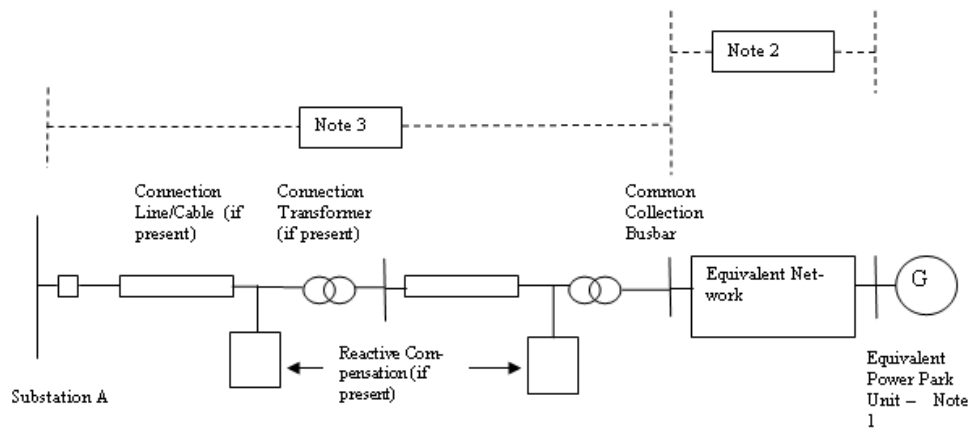 Note 2
Note 3
Connection
Line/Cable (if
present)
Connection
Transformer
(if present)
Common
Collection
Busbar
Equivalent Net-
work
G
Reactive Com-
pensation (if
present)
Substation A
Equivalent
Power Park
Unit – Note
1